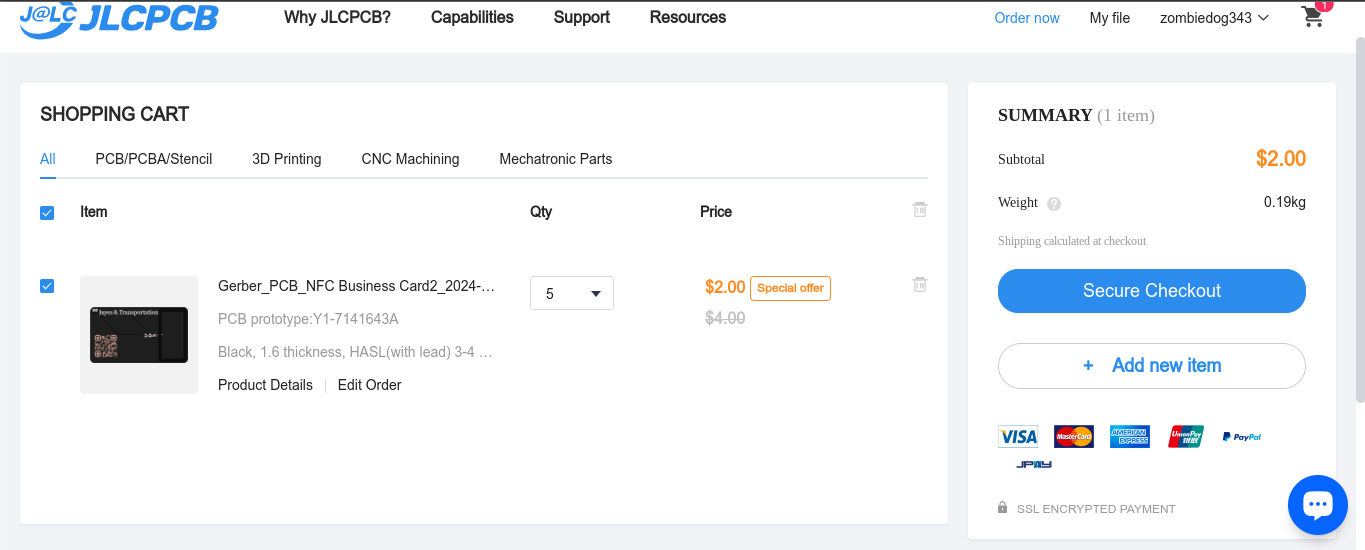 J@LC JLCPCB
Why JLCPCB? Capabilities Support Resources
Order now My file zombiedog343 1
SHOPPING CART
All PCB/PCBA/Stencil 3D Printing CNC Machining Mechatronic Parts
Item Qty Price
Gerber_PCB_NFC Business Card2_2024-...
PCB prototype:Y1-7141643A
Black, 1.6 thickness, HASL(with lead) 3-4 ...
Product Details | Edit Order
5
$2.00 Special offer
$4.00
SUMMARY (1 item)
Subtotal $2.00
Weight ? 0.19kg
Shipping calculated at checkout
Secure Checkout
+ Add new item
VISA MasterCard AMERICAN EXPRESS UnionPay 银联 PayPal
JPAY
SSL ENCRYPTED PAYMENT